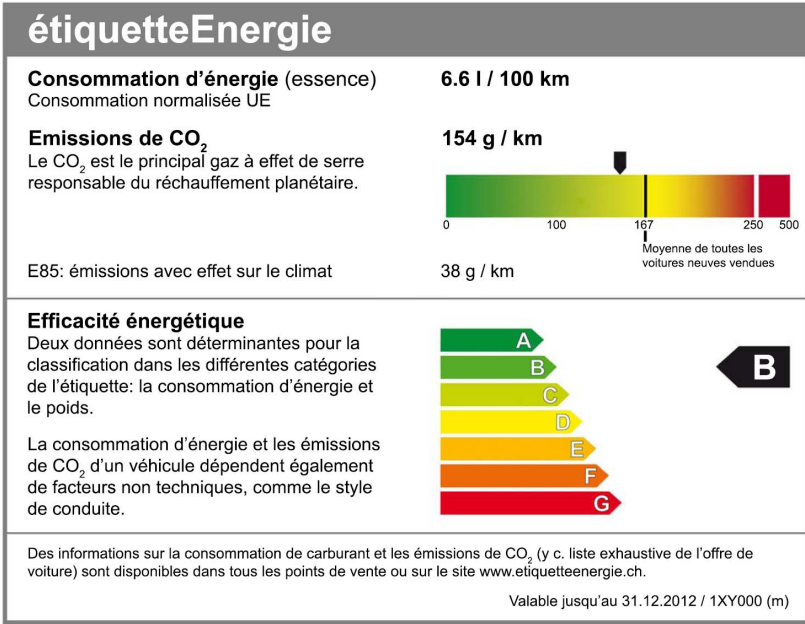 étiquetteEnergie
Consommation d’énergie (essence) 6.6 l / 100 km
Consommation normalisée UE
Emissions de CO₂ 154 g / km
Le CO₂ est le principal gaz à effet de serre
responsable du réchauffement planétaire.
0 100 167 250 500
Moyenne de toutes les
voitures neuves vendues
E85: émissions avec effet sur le climat 38 g / km
Efficacité énergétique
Deux données sont déterminantes pour la
classification dans les différentes catégories
de l’étiquette: la consommation d’énergie et
le poids.
La consommation d’énergie et les émissions
de CO₂ d’un véhicule dépendent également
de facteurs non techniques, comme le style
de conduite.
A
B
B
C
D
E
F
G
Des informations sur la consommation de carburant et les émissions de CO₂ (y c. liste exhaustive de l’offre de
voiture) sont disponibles dans tous les points de vente ou sur le site www.etiquetteenergie.ch.
Valable jusqu’au 31.12.2012 / 1XY000 (m)